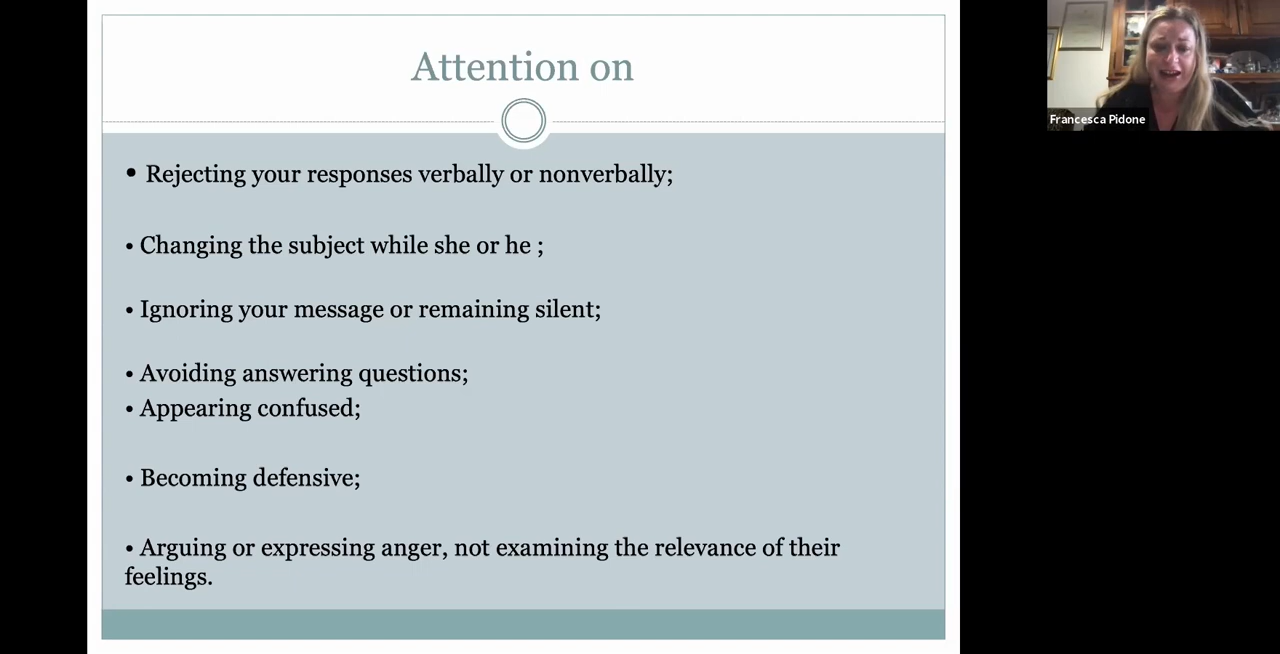 Attention on
• Rejecting your responses verbally or nonverbally;
• Changing the subject while she or he ;
• Ignoring your message or remaining silent;
• Avoiding answering questions;
• Appearing confused;
• Becoming defensive;
• Arguing or expressing anger, not examining the relevance of their
feelings.
Francesca Pidone